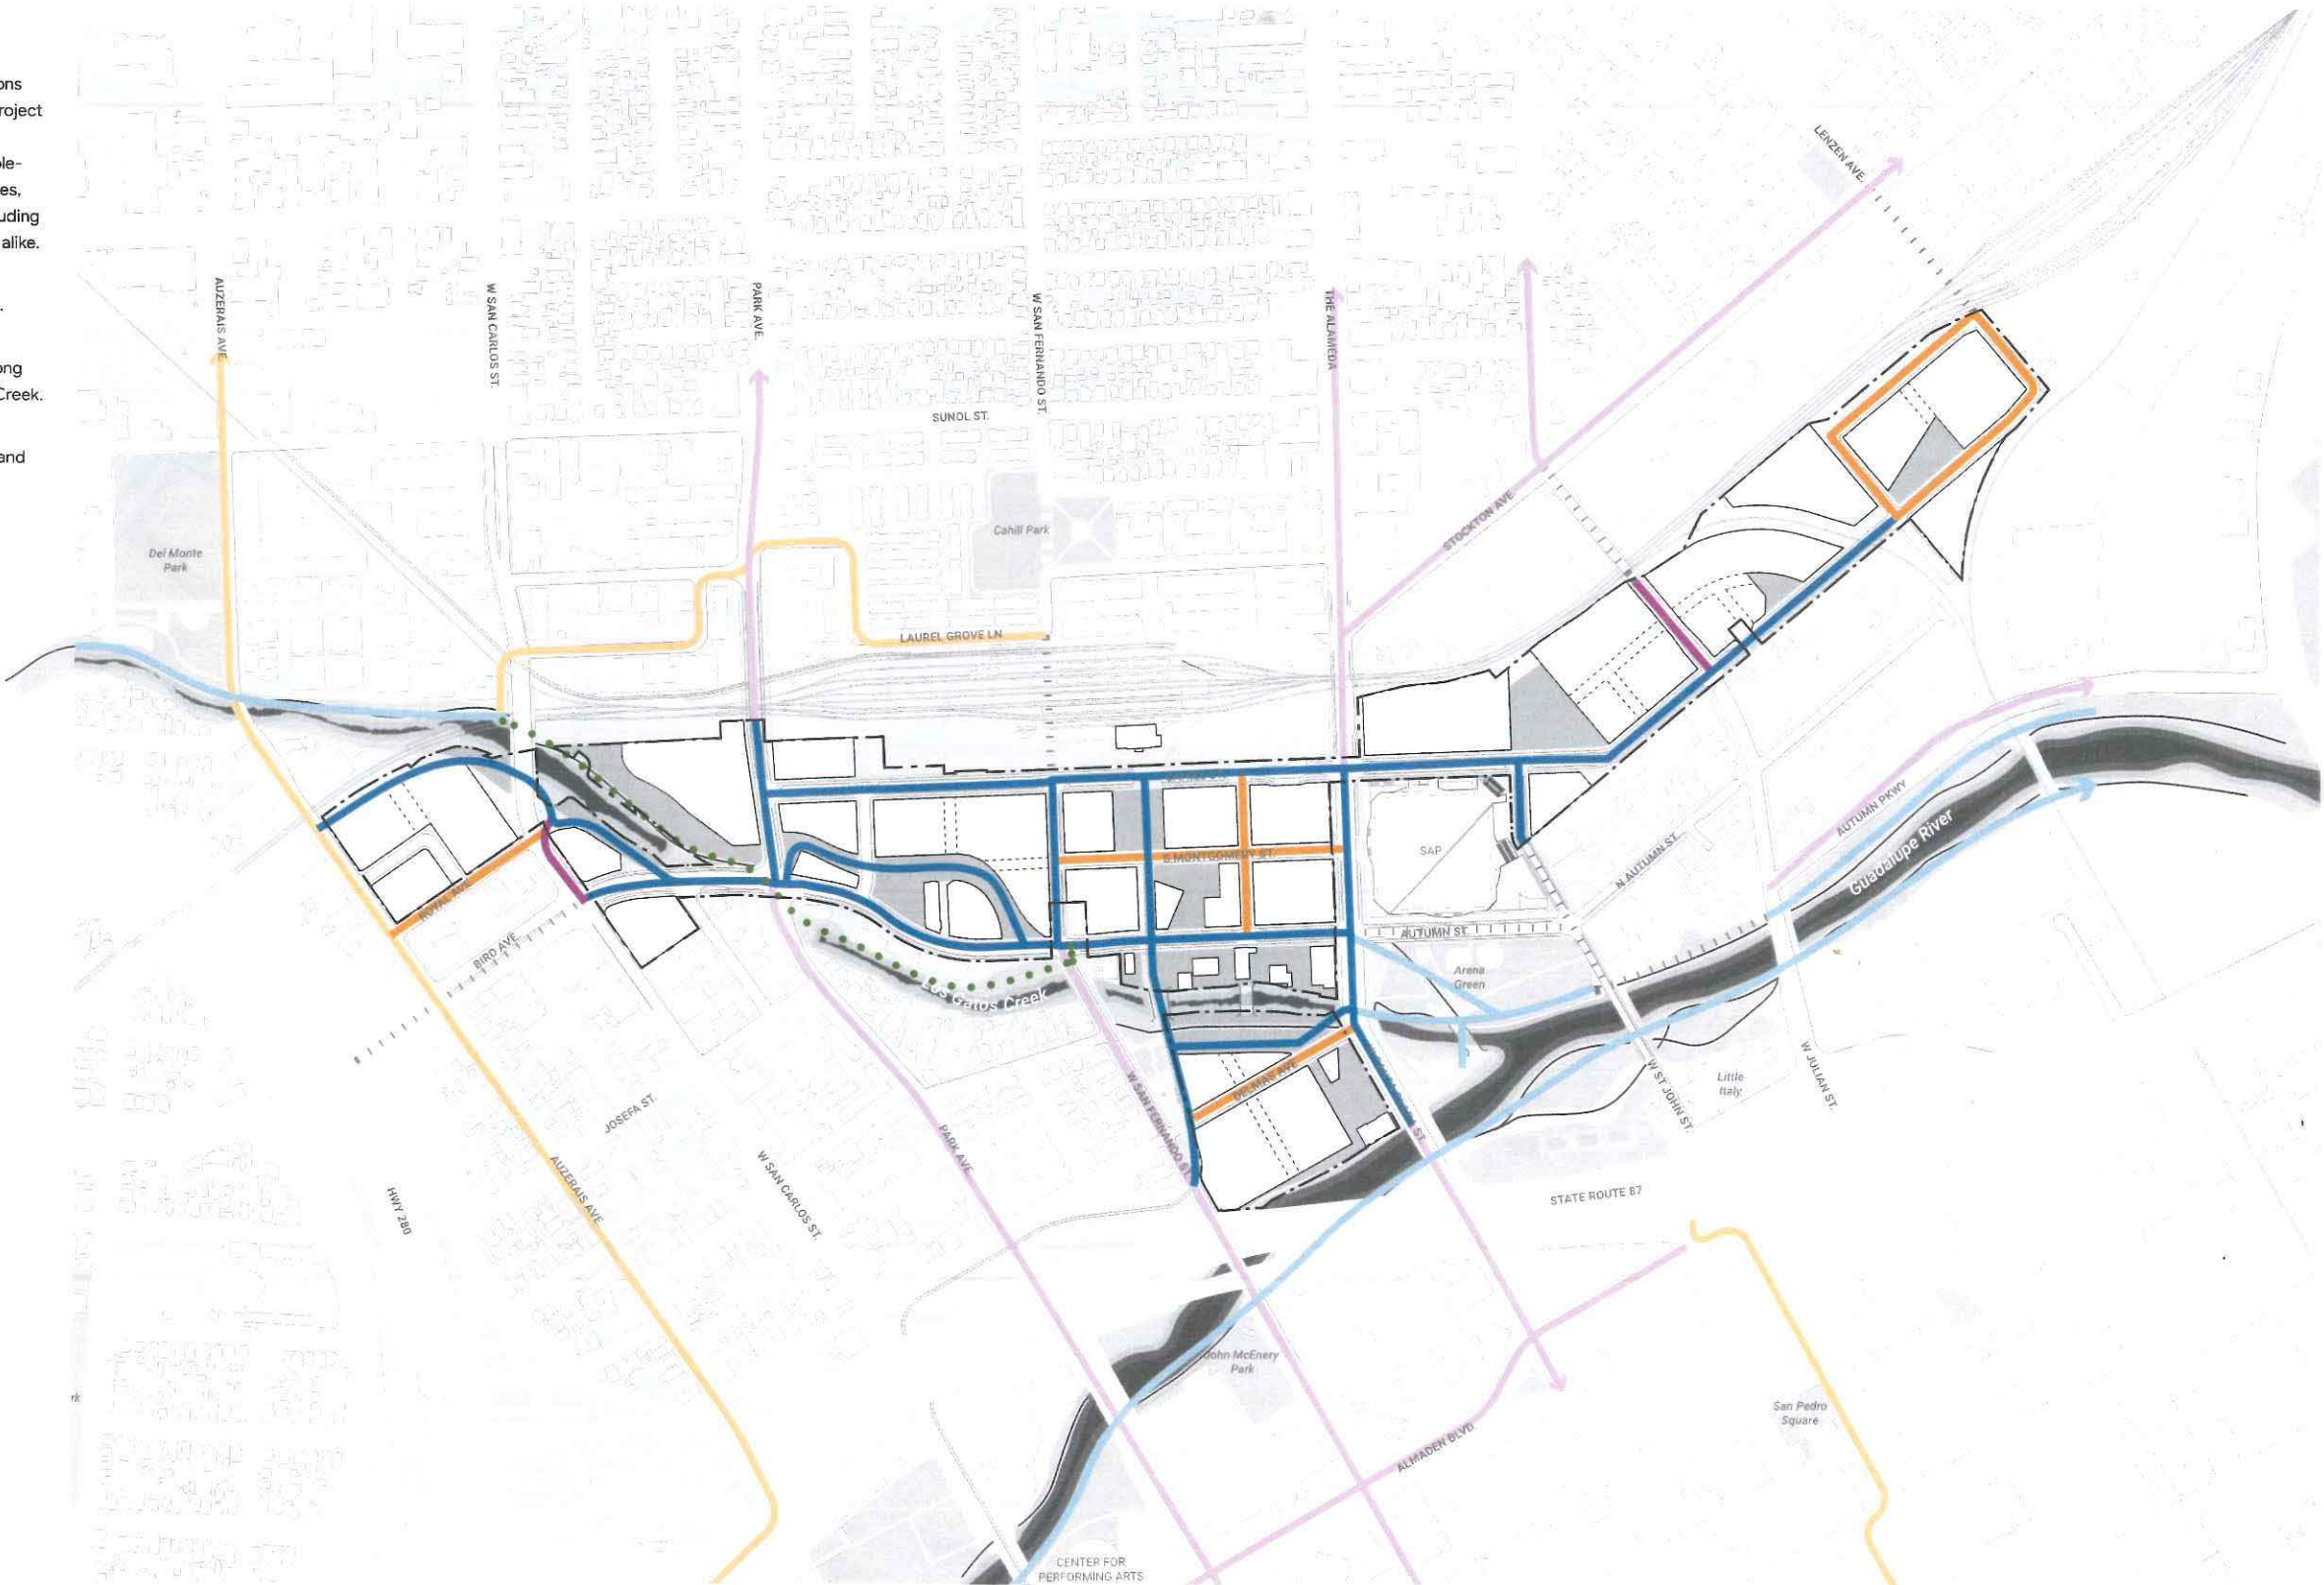 ons
roject
ole-
es,
uding
alike.
.
ong
Creek.
and
LENZEN AVE.
AUZERAIS AVE
W SAN CARLOS ST.
PARK AVE.
W SAN FERNANDO ST.
THE ALAMEDA
SUNOL ST.
STOCKTON AVE
Cahill Park
Del Monte
Park
LAUREL GROVE LN
S MONTGOMERY ST.
SAP
AUTUMN PKWY
Guadalupe River
N AUTUMN ST.
ROYAL AVE
BIRD AVE
AUTUMN ST.
Arena
Green
Los Gatos Creek
DELMAS AVE
W SAN FERNANDO ST.
W ST JOHN ST.
Little
Italy
W JULIAN ST.
JOSEFA ST.
PARK AVE
W SAN CARLOS ST.
AUZERAIS AVE
HWY 280
ST.
STATE ROUTE 87
John McEnery
Park
rk
San Pedro
Square
ALMADEN BLVD.
CENTER FOR
PERFORMING ARTS